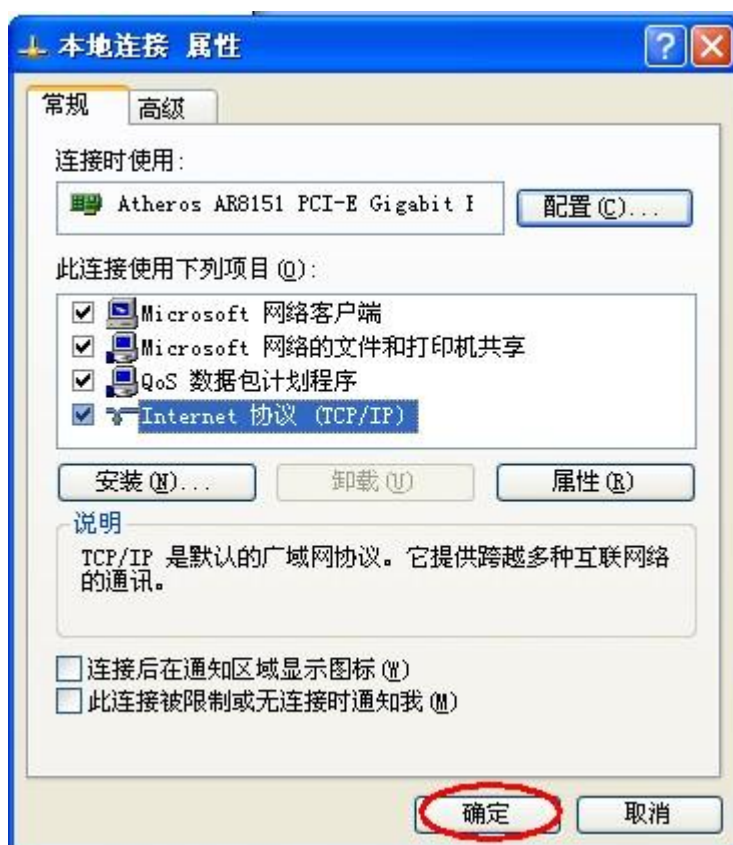 本地连接 属性
常规
高级
连接时使用:
Atheros AR8151 PCI-E Gigabit
配置(C)...
此连接使用下列项目(O):
Microsoft 网络客户端
Microsoft 网络的文件和打印机共享
QoS 数据包计划程序
Internet 协议 (TCP/IP)
安装(N)...
卸载(U)
属性(R)
说明
TCP/IP 是默认的广域网协议。它提供跨越多种互联网络
的通讯。
连接后在通知区域显示图标(W)
此连接被限制或无连接时通知我(M)
确定
取消